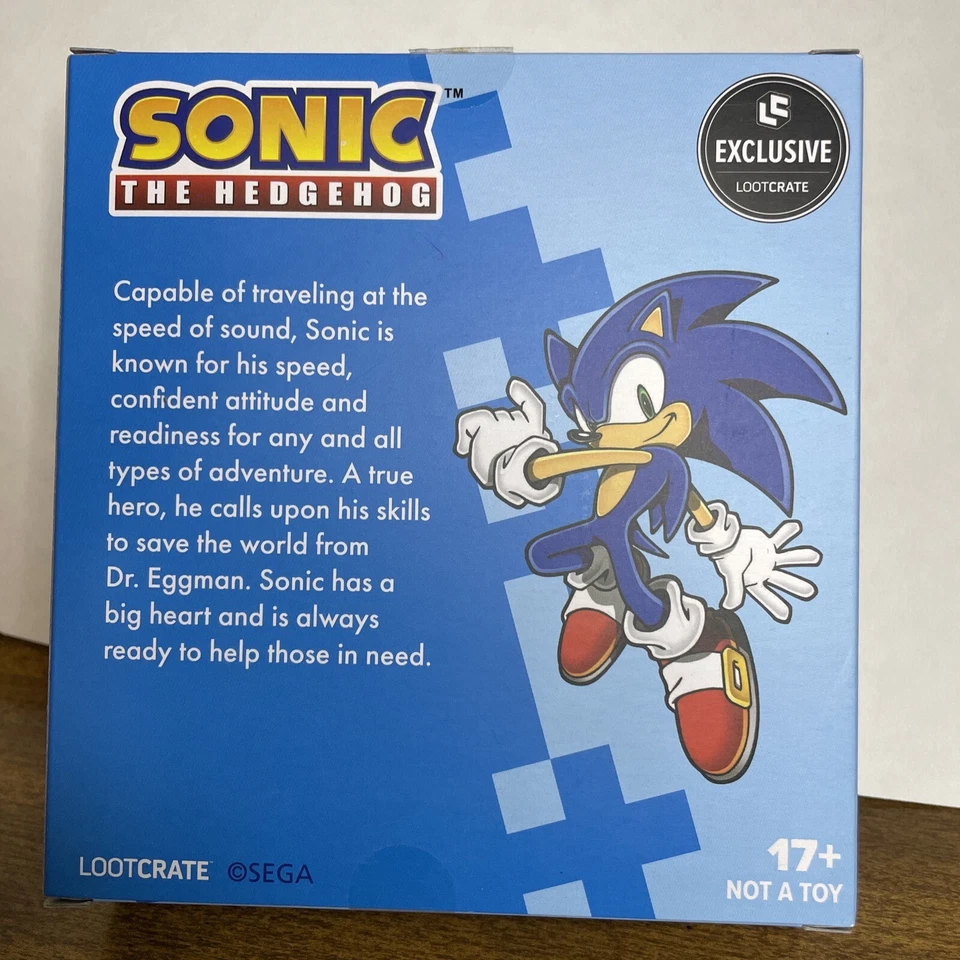 SONIC™
THE HEDGEHOG
LC
EXCLUSIVE
LOOTCRATE
Capable of traveling at the
speed of sound, Sonic is
known for his speed,
confident attitude and
readiness for any and all
types of adventure. A true
hero, he calls upon his skills
to save the world from
Dr. Eggman. Sonic has a
big heart and is always
ready to help those in need.
LOOTCRATE™ ©SEGA
17+
NOT A TOY